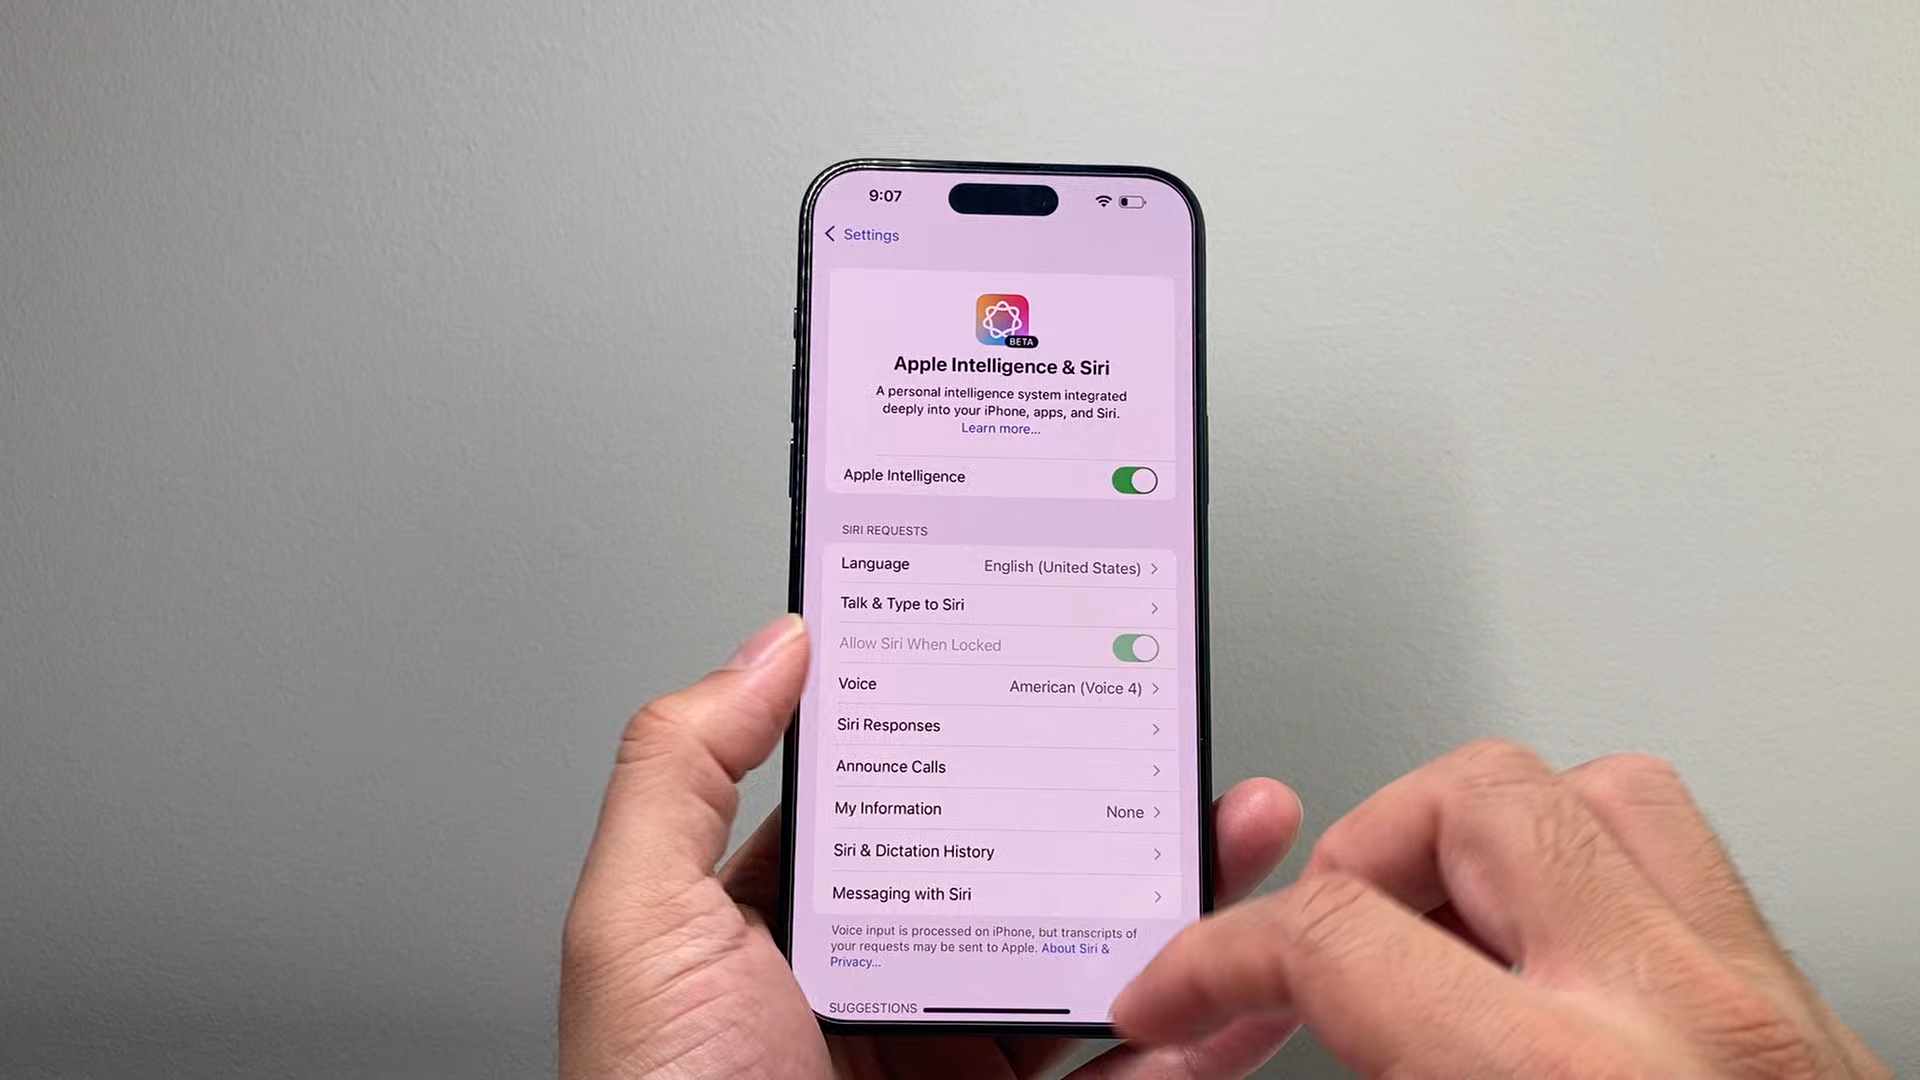 9:07
Settings
BETA
Apple Intelligence & Siri
A personal intelligence system integrated
deeply into your iPhone, apps, and Siri.
Learn more...
Apple Intelligence
SIRI REQUESTS
Language English (United States)
Talk & Type to Siri
Allow Siri When Locked
Voice American (Voice 4)
Siri Responses
Announce Calls
My Information None
Siri & Dictation History
Messaging with Siri
Voice input is processed on iPhone, but transcripts of
your requests may be sent to Apple. About Siri &
Privacy...
SUGGESTIONS